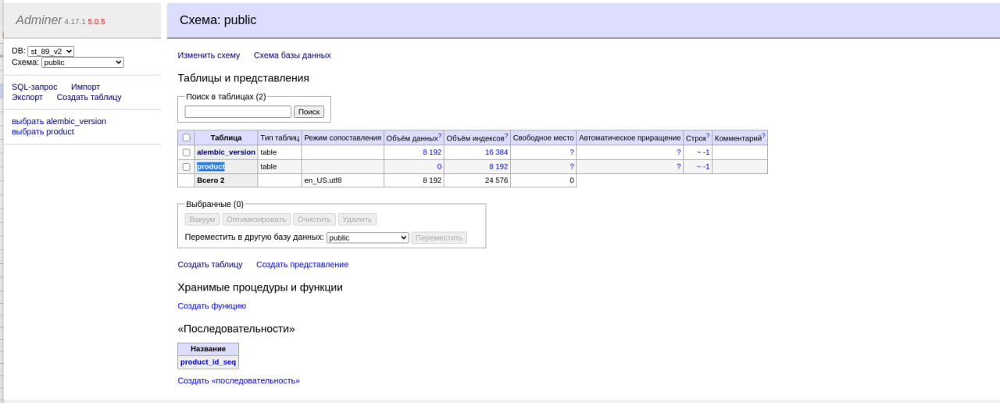 Adminer 4.17.1 5.0.5
DB: st_89_v2
Схема: public
SQL-запрос Импорт
Экспорт Создать таблицу
выбрать alembic_version
выбрать product
Схема: public
Изменить схему Схема базы данных
Таблицы и представления
Поиск в таблицах (2)
Поиск
Таблица Тип таблиц Режим сопоставления Объём данных? Объём индексов? Свободное место Автоматическое приращение Строк? Комментарий?
alembic_version table 8 192 16 384 ? ? ~ -1
product table 0 8 192 ? ? ~ -1
Всего 2 en_US.utf8 8 192 24 576 0
Выбранные (0)
Вакуум Оптимизировать Очистить Удалить
Переместить в другую базу данных: public Переместить
Создать таблицу Создать представление
Хранимые процедуры и функции
Создать функцию
«Последовательности»
Название
product_id_seq
Создать «последовательность»